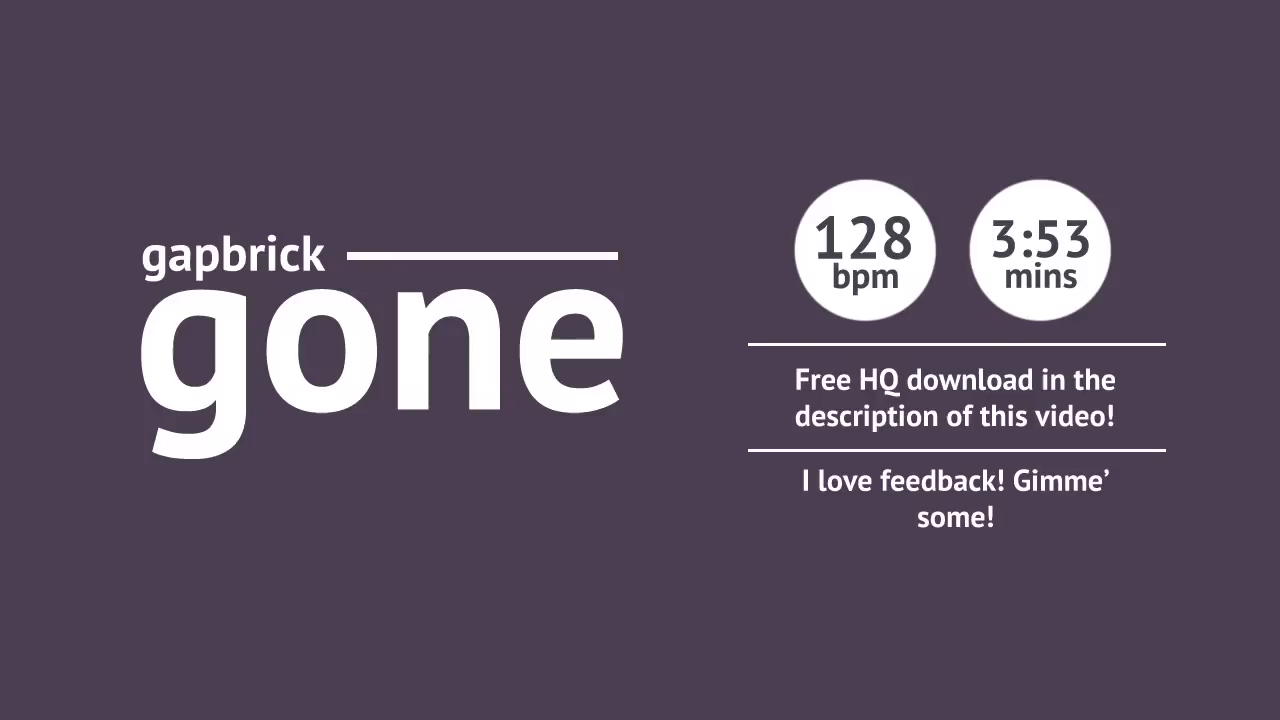 gapbrick
gone
128
bpm
3:53
mins
Free HQ download in the
description of this video!
I love feedback! Gimme’
some!